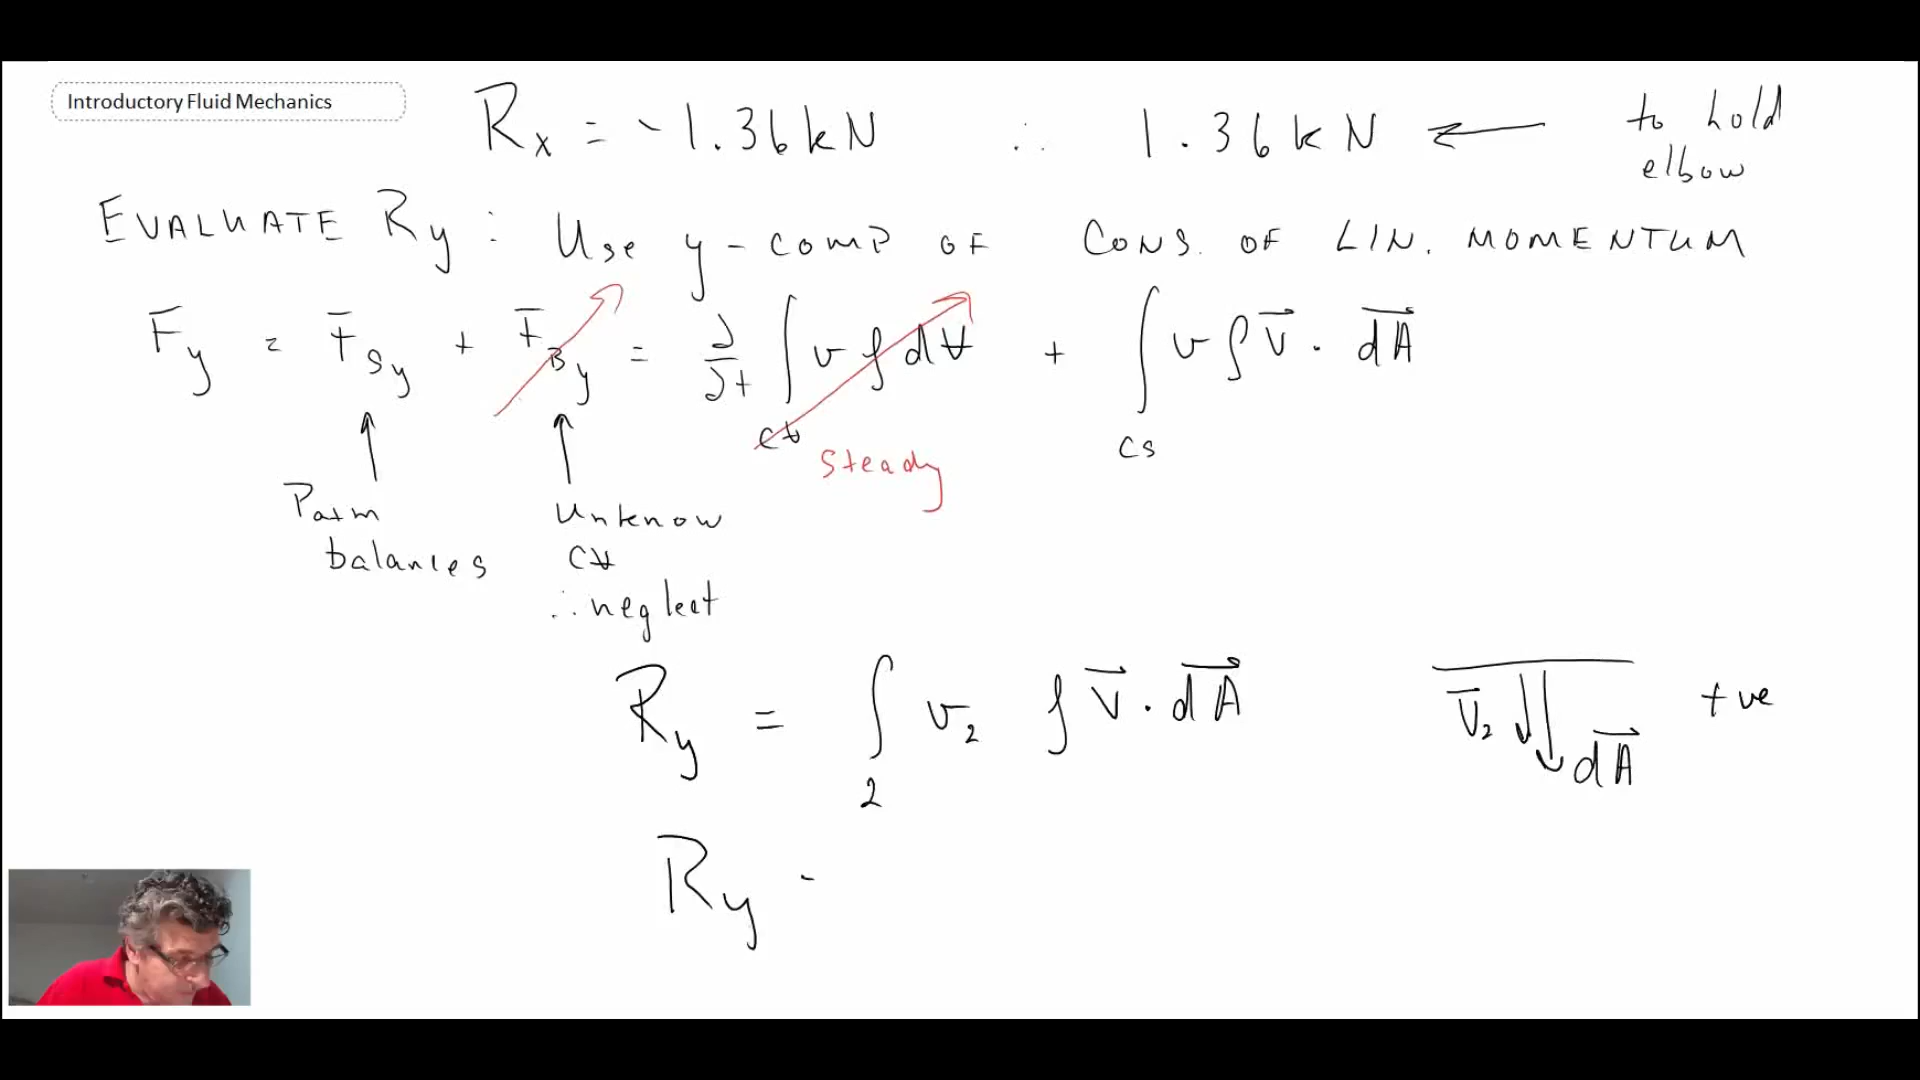 Introductory Fluid Mechanics
Rx = -1.36kN ∴ 1.36kN ← to hold elbow
EVALUATE Ry : Use y-comp OF CONS. OF LIN. MOMENTUM
Fy = FSy + FBy = ∂/∂t ∫CV v ρ dV + ∫CS v ρ V⃗ · dA⃗
Steady
Patm balances
Unknow CV ∴ neglect
Ry = ∫2 v2 ρ V⃗ · dA⃗
V2 dA⃗ +ve
Ry -